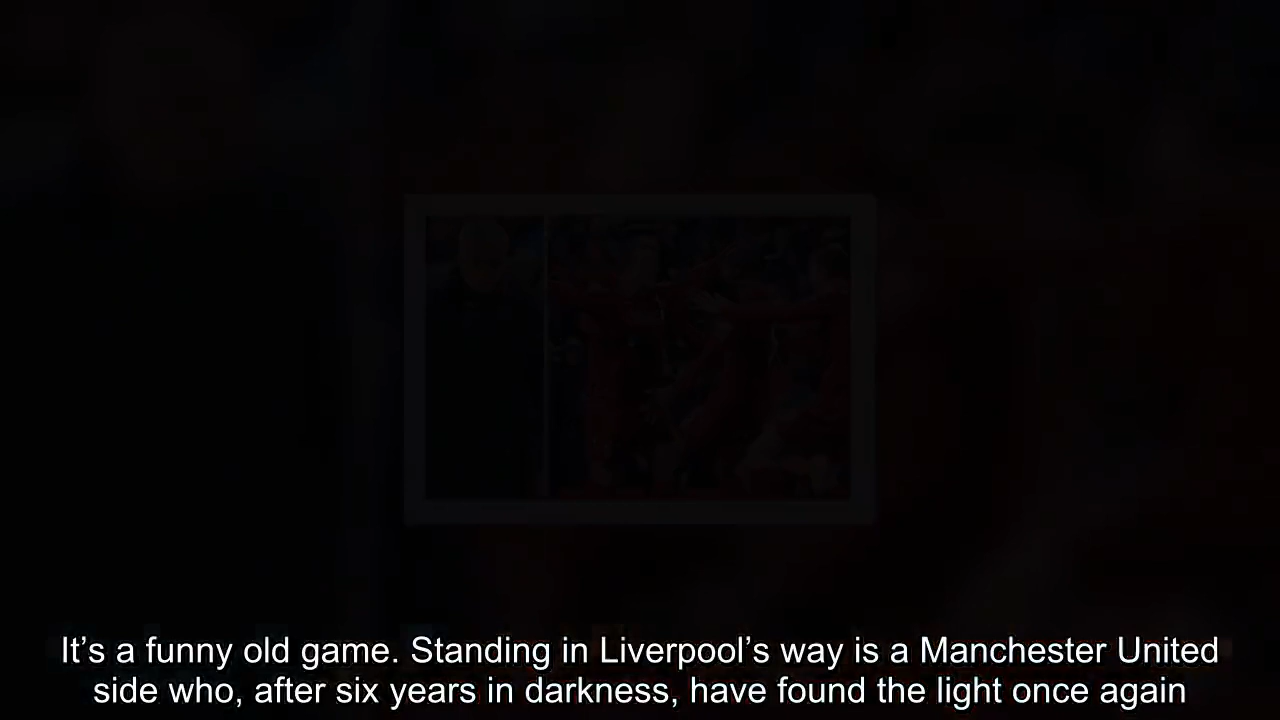 It’s a funny old game. Standing in Liverpool’s way is a Manchester United
side who, after six years in darkness, have found the light once again